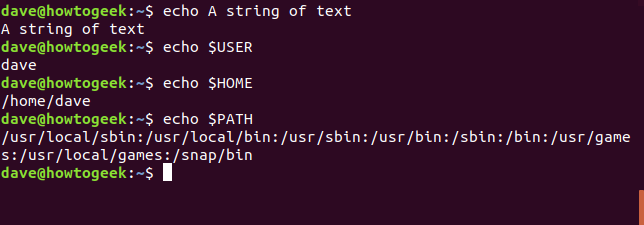 dave@howtogeek:~$ echo A string of text
A string of text
dave@howtogeek:~$ echo $USER
dave
dave@howtogeek:~$ echo $HOME
/home/dave
dave@howtogeek:~$ echo $PATH
/usr/local/sbin:/usr/local/bin:/usr/sbin:/usr/bin:/sbin:/bin:/usr/game
s:/usr/local/games:/snap/bin
dave@howtogeek:~$